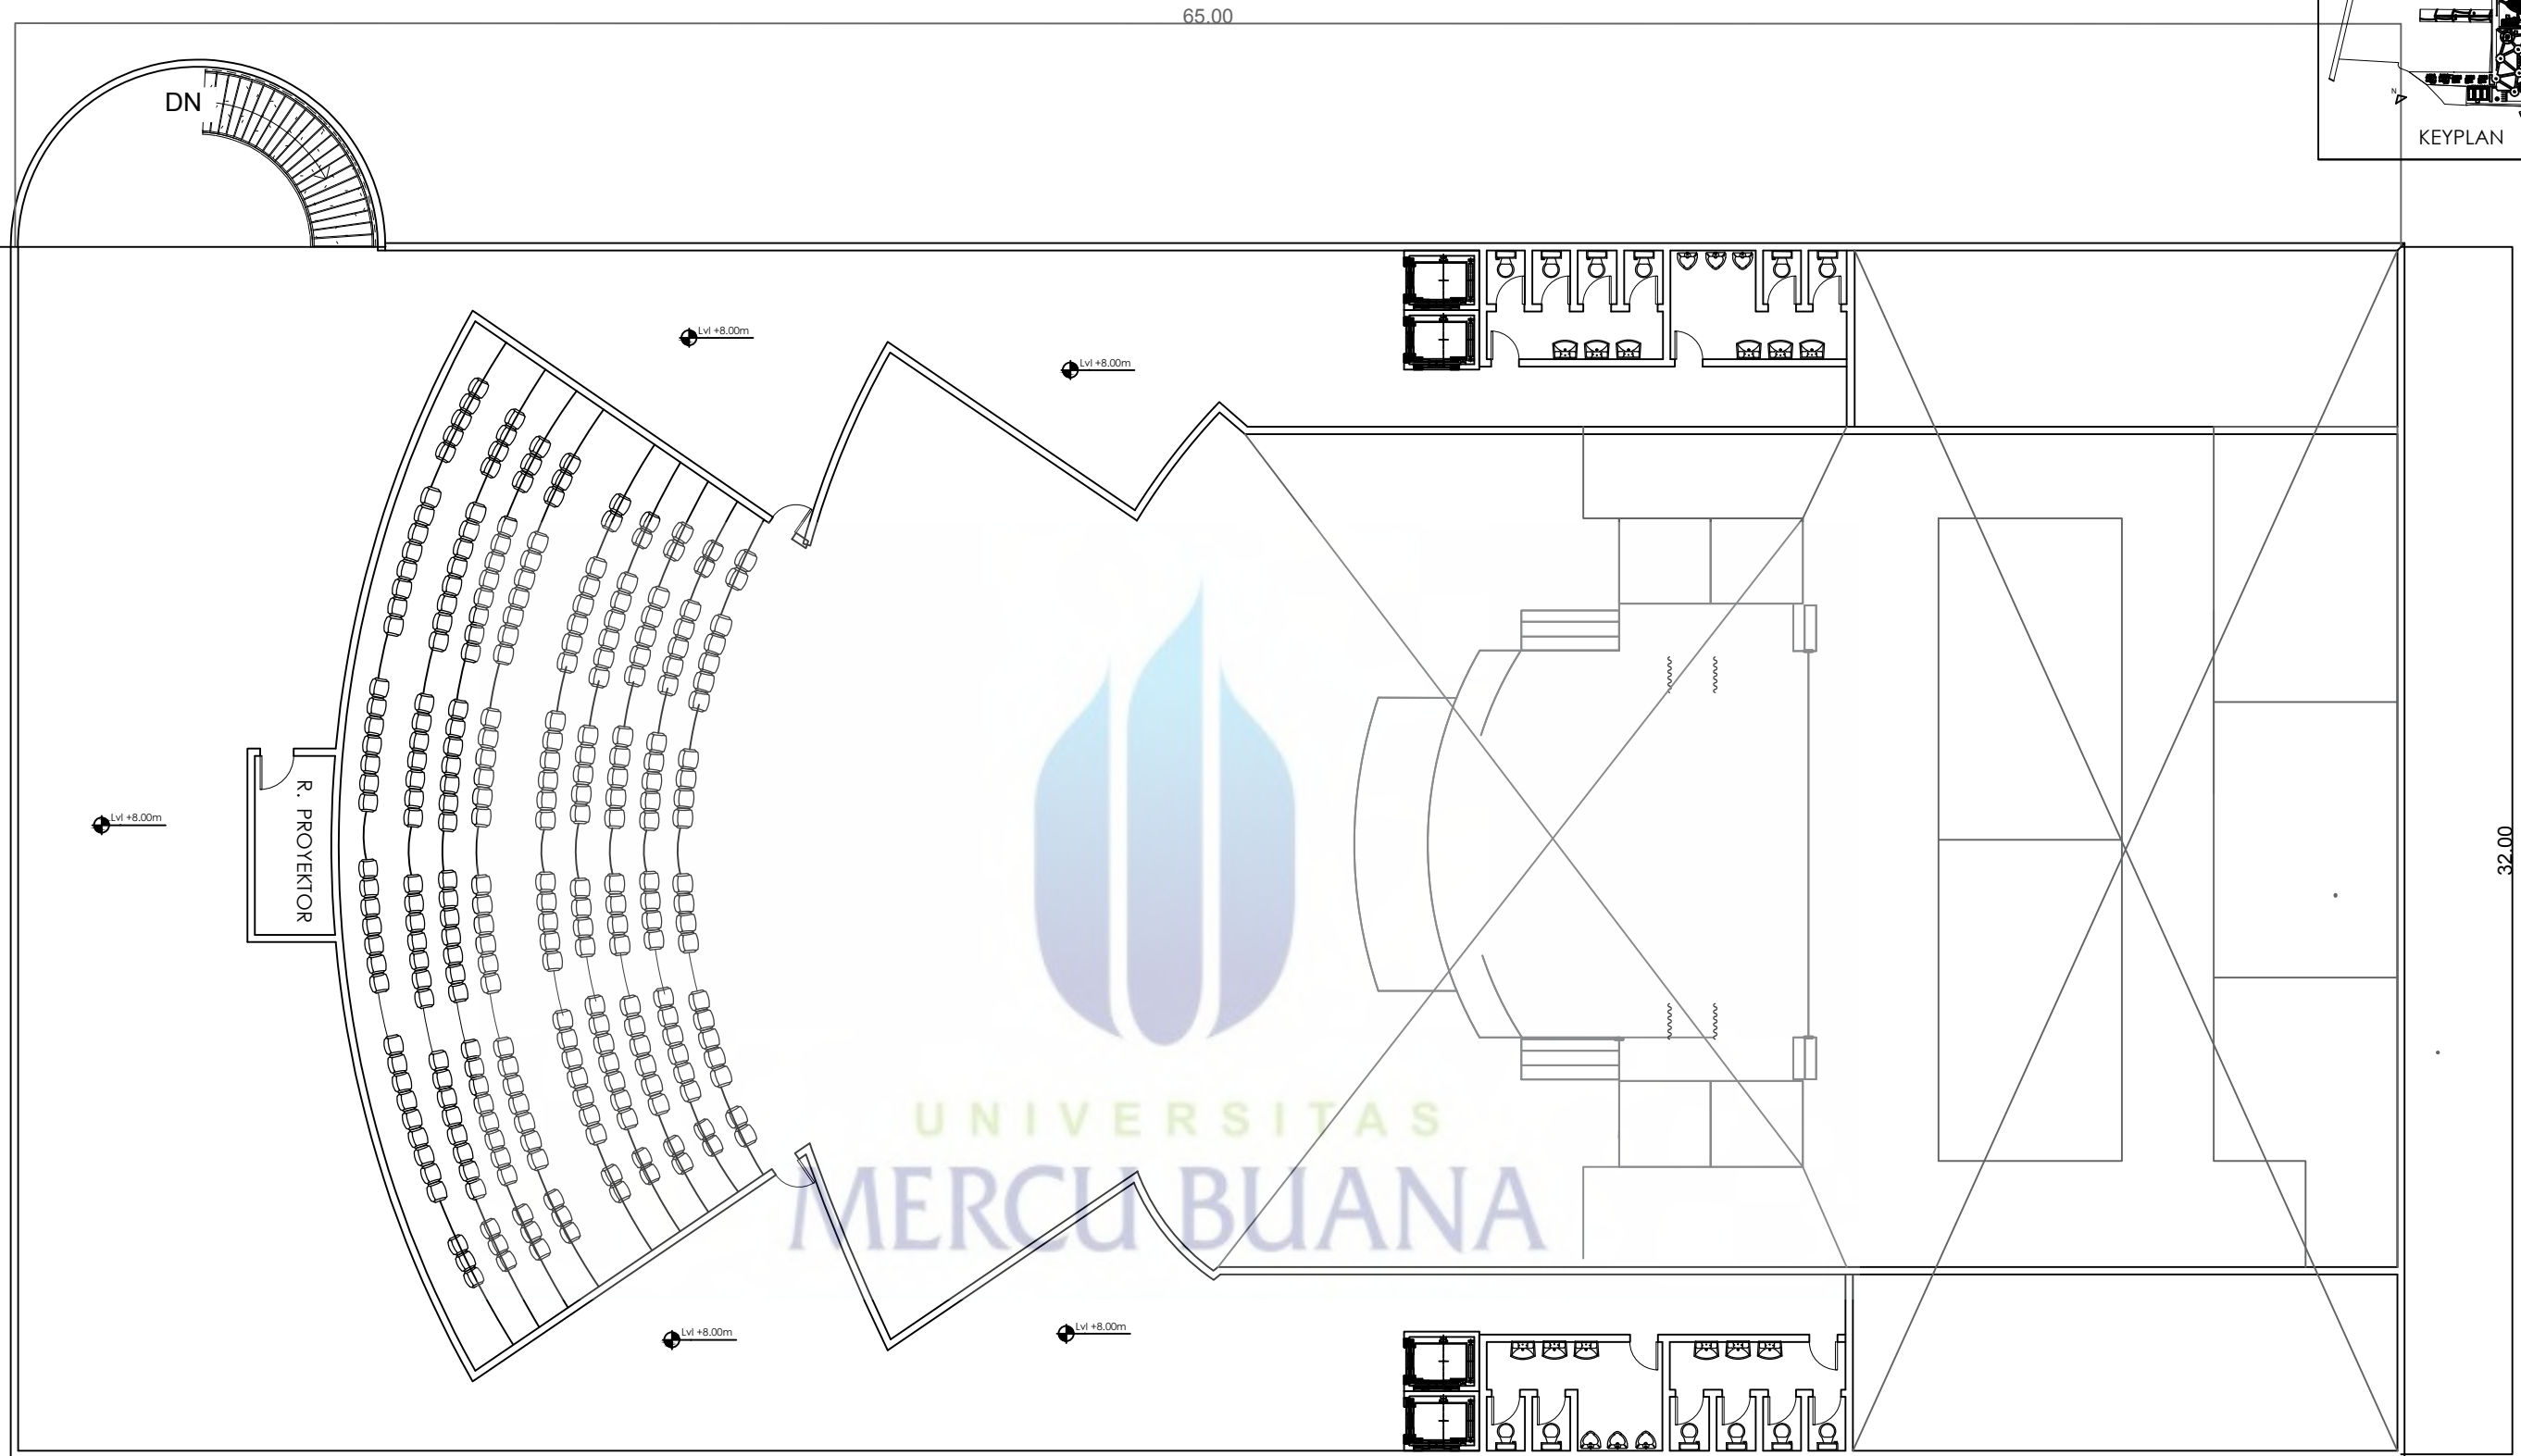 65.00
DN
N
KEYPLAN
Lvl +8.00m
Lvl +8.00m
Lvl +8.00m
R. PROYEKTOR
32.00
UNIVERSITAS
MERCU BUANA
Lvl +8.00m
Lvl +8.00m